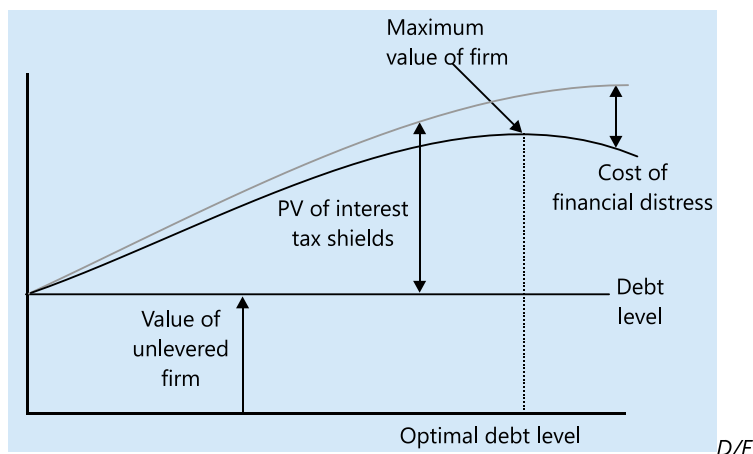 Maximum
value of firm
Cost of
financial distress
PV of interest
tax shields
Debt
level
Value of
unlevered
firm
Optimal debt level
D/E